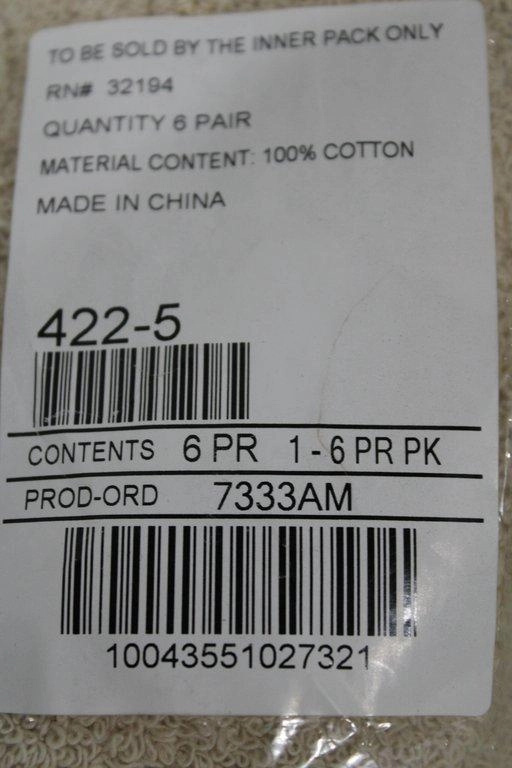 TO BE SOLD BY THE INNER PACK ONLY
RN# 32194
QUANTITY 6 PAIR
MATERIAL CONTENT: 100% COTTON
MADE IN CHINA
422-5
CONTENTS 6 PR 1 - 6 PR PK
PROD-ORD 7333AM
10043551027321